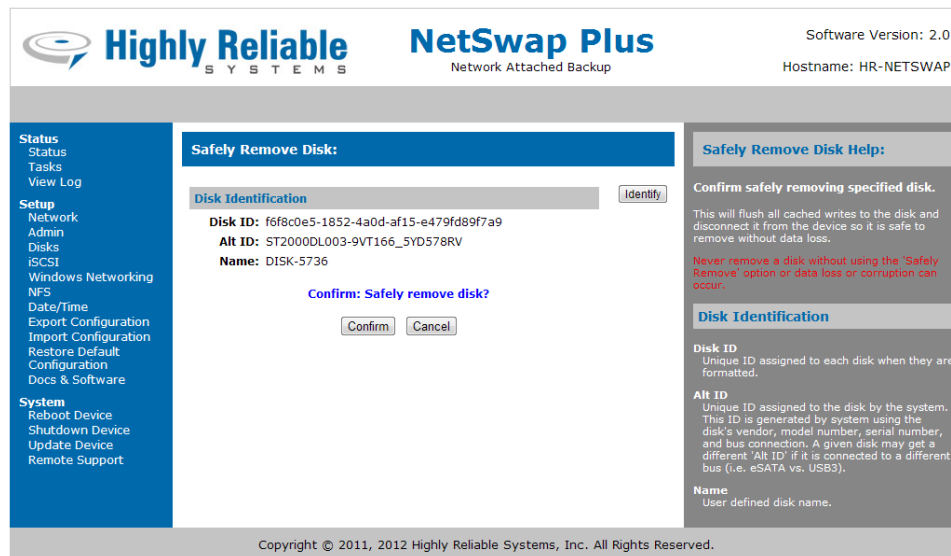 Highly Reliable
SYSTEMS
NetSwap Plus
Network Attached Backup
Software Version: 2.0
Hostname: HR-NETSWAP
Status
Status
Tasks
View Log
Setup
Network
Admin
Disks
iSCSI
Windows Networking
NFS
Date/Time
Export Configuration
Import Configuration
Restore Default
Configuration
Docs & Software
System
Reboot Device
Shutdown Device
Update Device
Remote Support
Safely Remove Disk:
Disk Identification
Identify
Disk ID: f6f8c0e5-1852-4a0d-af15-e479fd89f7a9
Alt ID: ST2000DL003-9VT166_5YD578RV
Name: DISK-5736
Confirm: Safely remove disk?
Confirm Cancel
Safely Remove Disk Help:
Confirm safely removing specified disk.
This will flush all cached writes to the disk and
disconnect it from the device so it is safe to
remove without data loss.
Never remove a disk without using the 'Safely
Remove' option or data loss or corruption can
occur.
Disk Identification
Disk ID
Unique ID assigned to each disk when they are
formatted.
Alt ID
Unique ID assigned to the disk by the system.
This ID is generated by system using the
disk's vendor, model number, serial number,
and bus connection. A given disk may get a
different 'Alt ID' if it is connected to a different
bus (i.e. eSATA vs. USB3).
Name
User defined disk name.
Copyright © 2011, 2012 Highly Reliable Systems, Inc. All Rights Reserved.